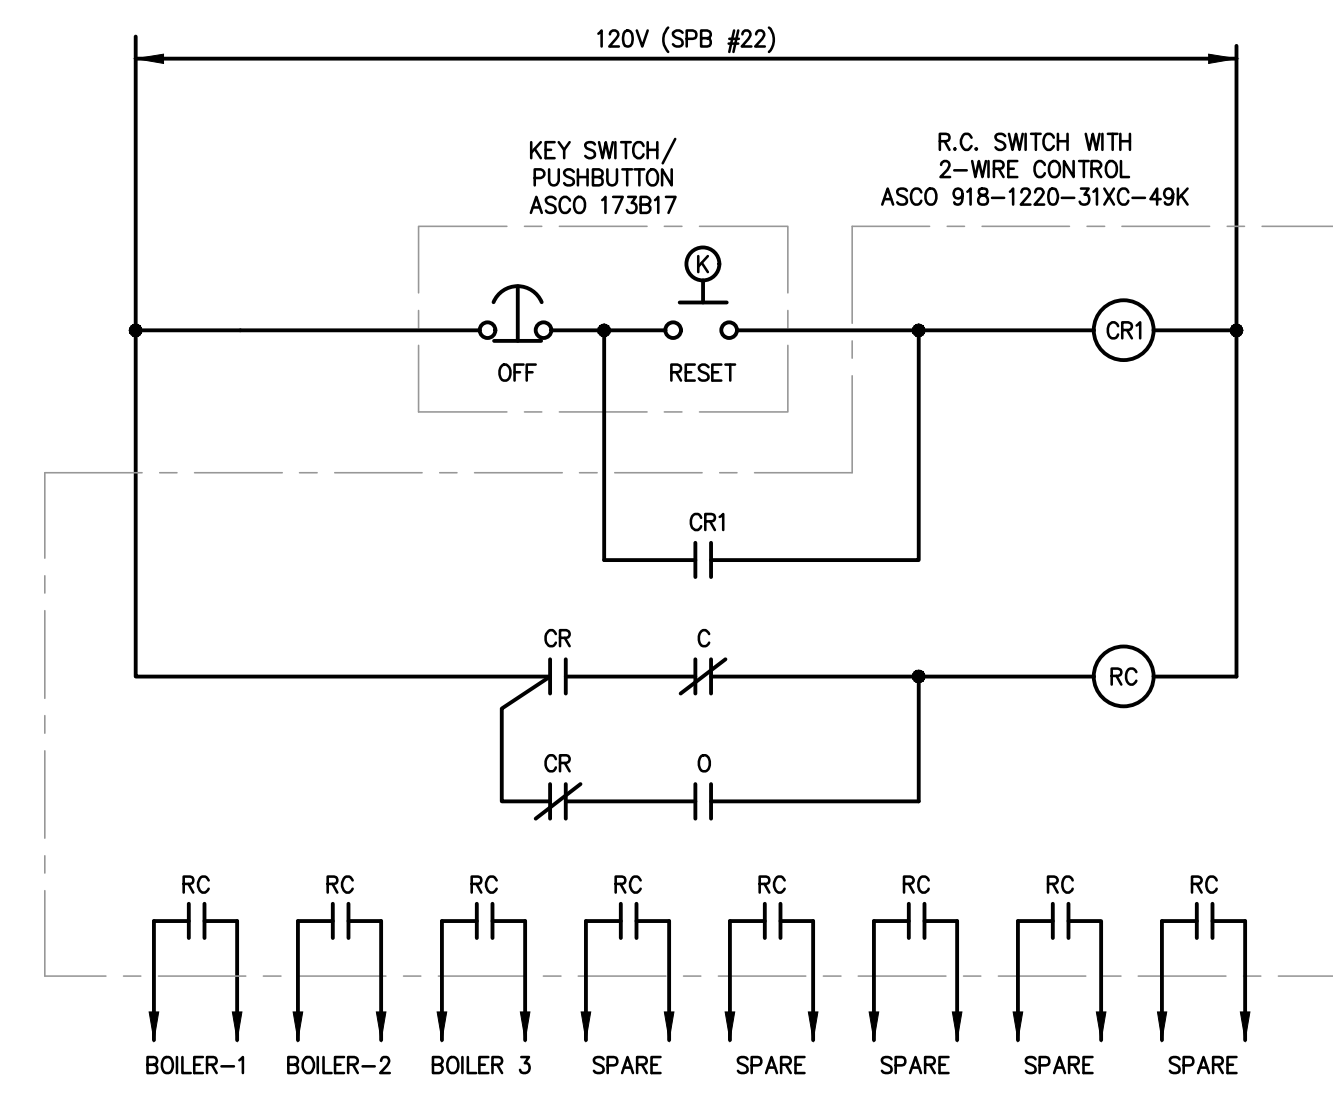 120V (SPB #22)
KEY SWITCH/
PUSHBUTTON
ASCO 173B17
R.C. SWITCH WITH
2-WIRE CONTROL
ASCO 918-1220-31XC-49K
K
CR1
OFF
RESET
CR1
CR
C
RC
CR
O
RC RC RC RC RC RC RC RC
BOILER-1 BOILER-2 BOILER 3 SPARE SPARE SPARE SPARE SPARE